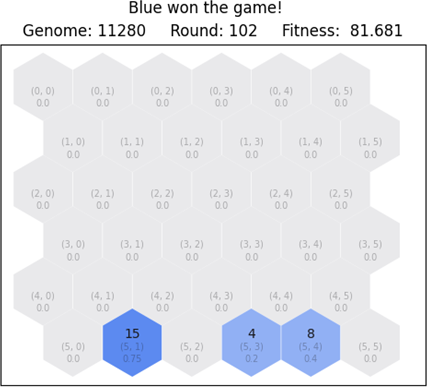 Blue won the game!
Genome: 11280 Round: 102 Fitness: 81.681
(0, 0) (0, 1) (0, 2) (0, 3) (0, 4) (0, 5)
0.0 0.0 0.0 0.0 0.0 0.0
(1, 0) (1, 1) (1, 2) (1, 3) (1, 4) (1, 5)
0.0 0.0 0.0 0.0 0.0 0.0
(2, 0) (2, 1) (2, 2) (2, 3) (2, 4) (2, 5)
0.0 0.0 0.0 0.0 0.0 0.0
(3, 0) (3, 1) (3, 2) (3, 3) (3, 4) (3, 5)
0.0 0.0 0.0 0.0 0.0 0.0
(4, 0) (4, 1) (4, 2) (4, 3) (4, 4) (4, 5)
0.0 0.0 0.0 0.0 0.0 0.0
15 4 8
(5, 0) (5, 1) (5, 2) (5, 3) (5, 4) (5, 5)
0.0 0.75 0.0 0.2 0.4 0.0